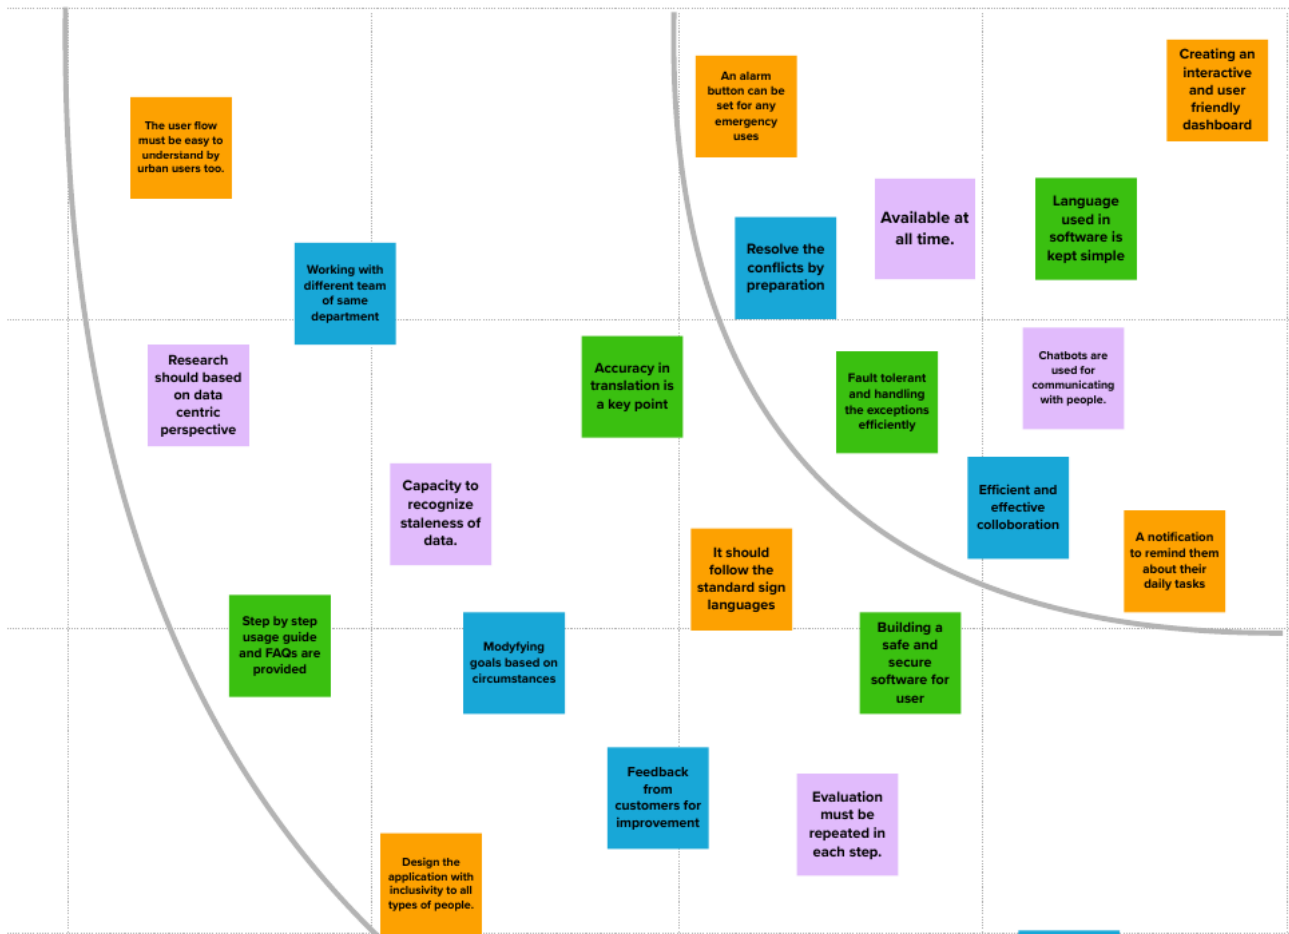 Creating an
interactive
and user
friendly
dashboard
An alarm
button can be
set for any
emergency
uses
The user flow
must be easy to
understand by
urban users too.
Available at
all time.
Language
used in
software is
kept simple
Resolve the
conflicts by
preparation
Working with
different team
of same
department
Research
should based
on data
centric
perspective
Accuracy in
translation is
a key point
Fault tolerant
and handling
the exceptions
efficiently
Chatbots are
used for
communicating
with people.
Capacity to
recognize
staleness of
data.
Efficient and
effective
colloboration
A notification
to remind them
about their
daily tasks
It should
follow the
standard sign
languages
Step by step
usage guide
and FAQs are
provided
Modyfying
goals based on
circumstances
Building a
safe and
secure
software for
user
Feedback
from
customers for
improvement
Evaluation
must be
repeated in
each step.
Design the
application with
inclusivity to all
types of people.